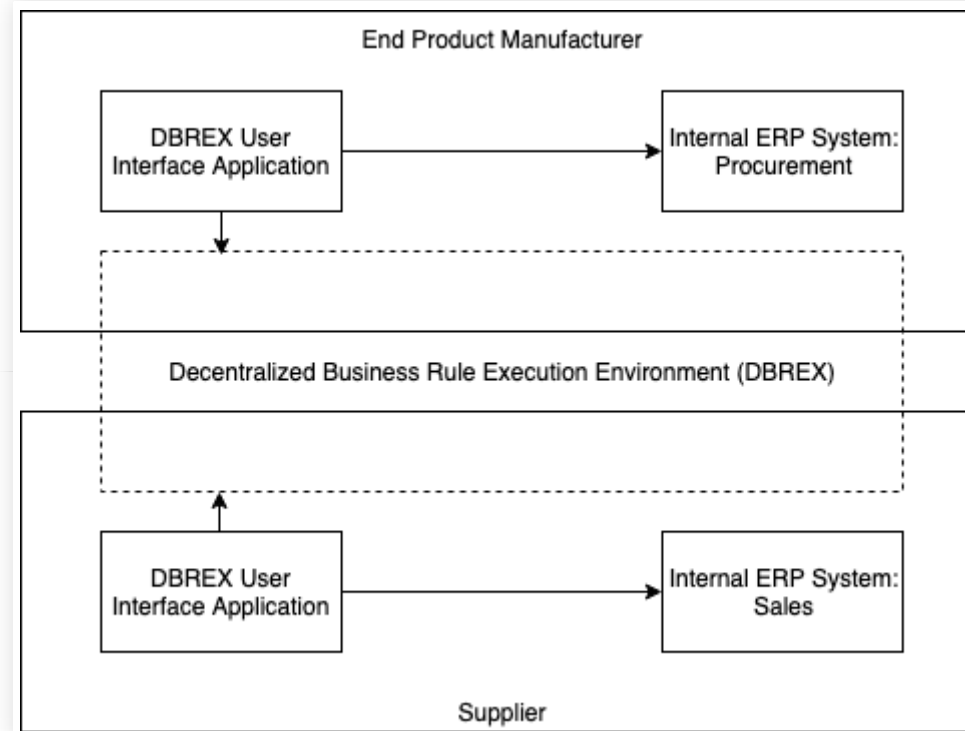 End Product Manufacturer
DBREX User
Interface Application
Internal ERP System:
Procurement
Decentralized Business Rule Execution Environment (DBREX)
DBREX User
Interface Application
Internal ERP System:
Sales
Supplier